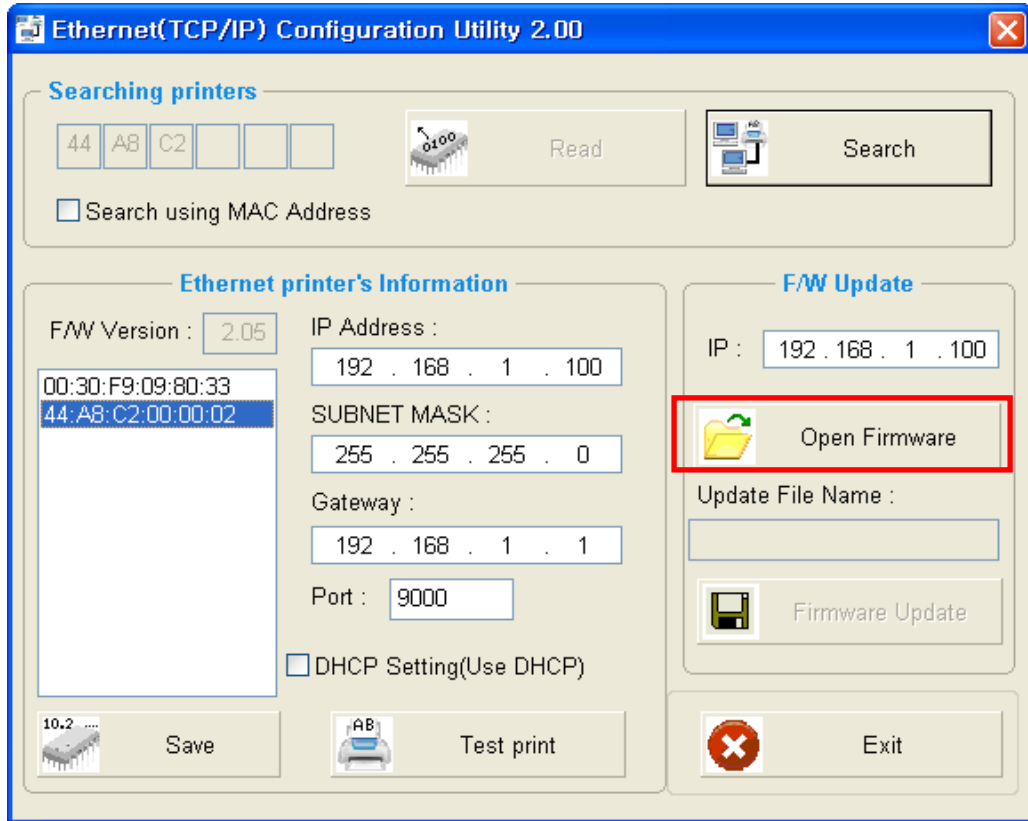 Ethernet(TCP/IP) Configuration Utility 2.00
Searching printers
44 A8 C2
Read
Search
Search using MAC Address
Ethernet printer's Information
F/W Version : 2.05
00:30:F9:09:80:33
44:A8:C2:00:00:02
IP Address :
192 . 168 . 1 . 100
SUBNET MASK :
255 . 255 . 255 . 0
Gateway :
192 . 168 . 1 . 1
Port : 9000
DHCP Setting(Use DHCP)
10.2 ....
Save
AB
Test print
F/W Update
IP : 192 . 168 . 1 . 100
Open Firmware
Update File Name :
Firmware Update
Exit
0100